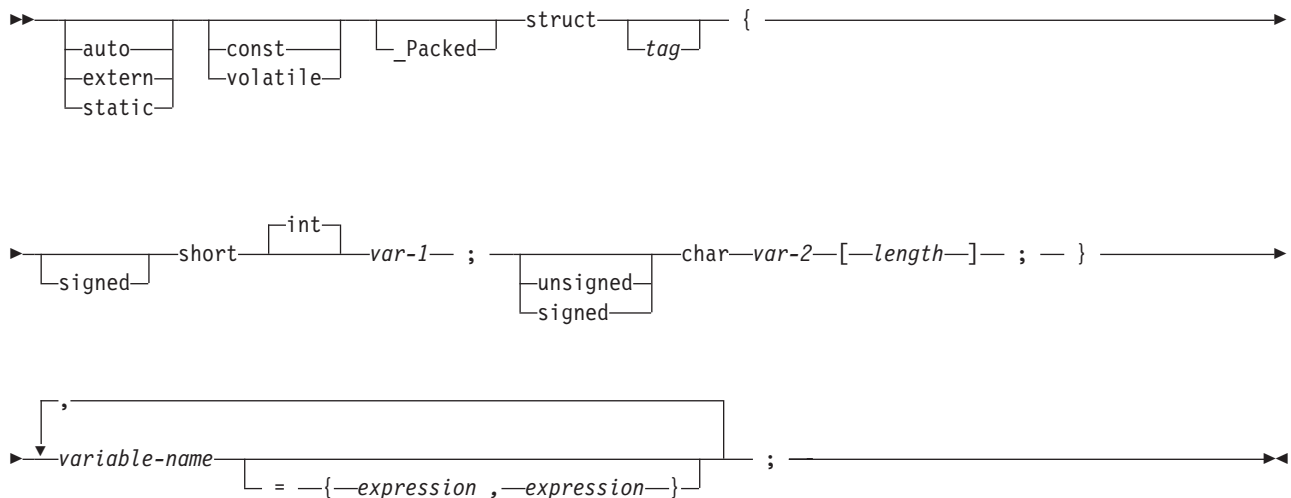 struct {
auto const _Packed tag
extern volatile
static
int
short var-1 ; char var-2 [ length ] ; }
signed unsigned
signed
,
variable-name ;
= { expression , expression }